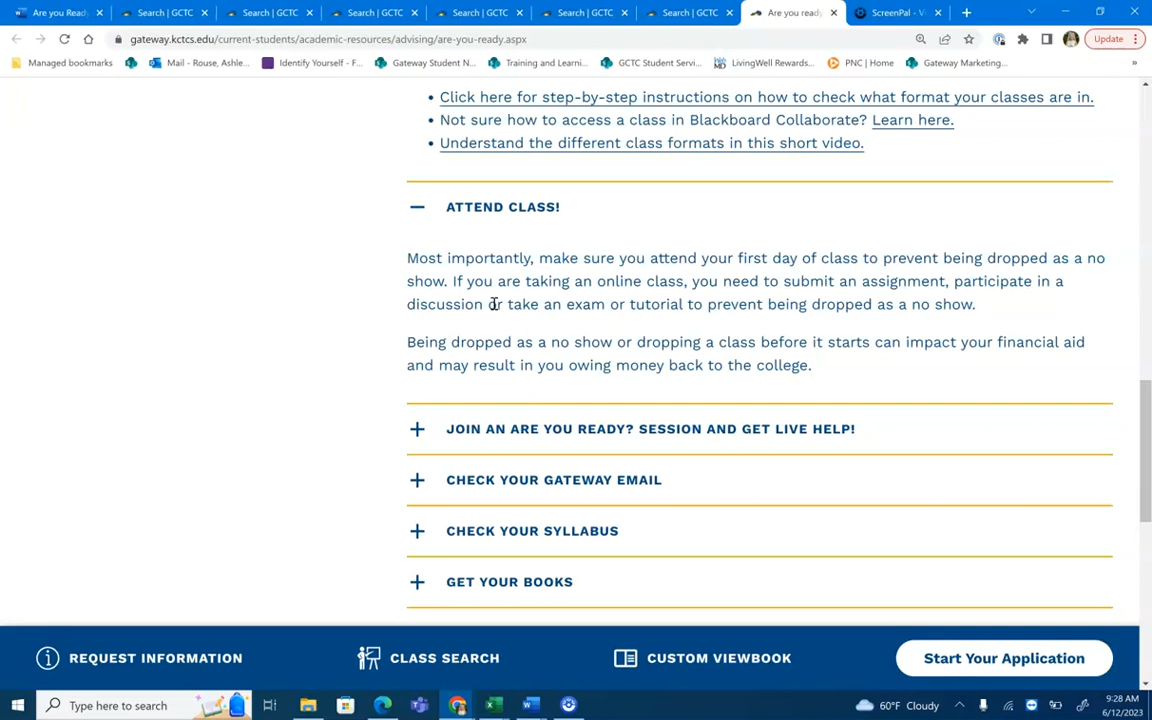 Are you Ready
Search | GCTC
Search | GCTC
Search | GCTC
Search | GCTC
Search | GCTC
Search | GCTC
Are you ready
ScreenPal - V
gateway.kctcs.edu/current-students/academic-resources/advising/are-you-ready.aspx
Update
Managed bookmarks
Mail - Rouse, Ashle...
Identify Yourself - F...
Gateway Student N...
Training and Learni...
GCTC Student Servi...
LivingWell Rewards...
PNC | Home
Gateway Marketing...
• Click here for step-by-step instructions on how to check what format your classes are in.
• Not sure how to access a class in Blackboard Collaborate? Learn here.
• Understand the different class formats in this short video.
ATTEND CLASS!
Most importantly, make sure you attend your first day of class to prevent being dropped as a no
show. If you are taking an online class, you need to submit an assignment, participate in a
discussion or take an exam or tutorial to prevent being dropped as a no show.
Being dropped as a no show or dropping a class before it starts can impact your financial aid
and may result in you owing money back to the college.
JOIN AN ARE YOU READY? SESSION AND GET LIVE HELP!
CHECK YOUR GATEWAY EMAIL
CHECK YOUR SYLLABUS
GET YOUR BOOKS
REQUEST INFORMATION
CLASS SEARCH
CUSTOM VIEWBOOK
Start Your Application
Type here to search
60°F Cloudy
9:28 AM
6/12/2023